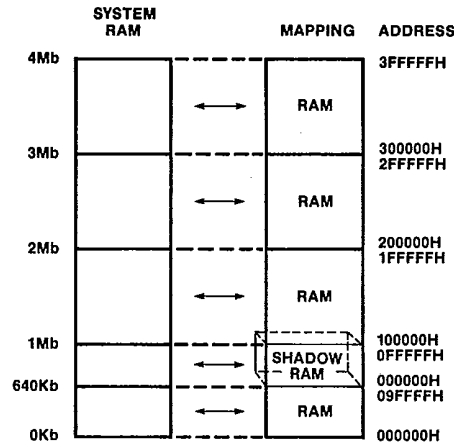 SYSTEM
RAM
MAPPING
ADDRESS
4Mb
3FFFFFH
RAM
3Mb
300000H
2FFFFFH
RAM
2Mb
200000H
1FFFFFH
RAM
1Mb
100000H
0FFFFFH
SHADOW
RAM
640Kb
000000H
09FFFFH
RAM
0Kb
000000H